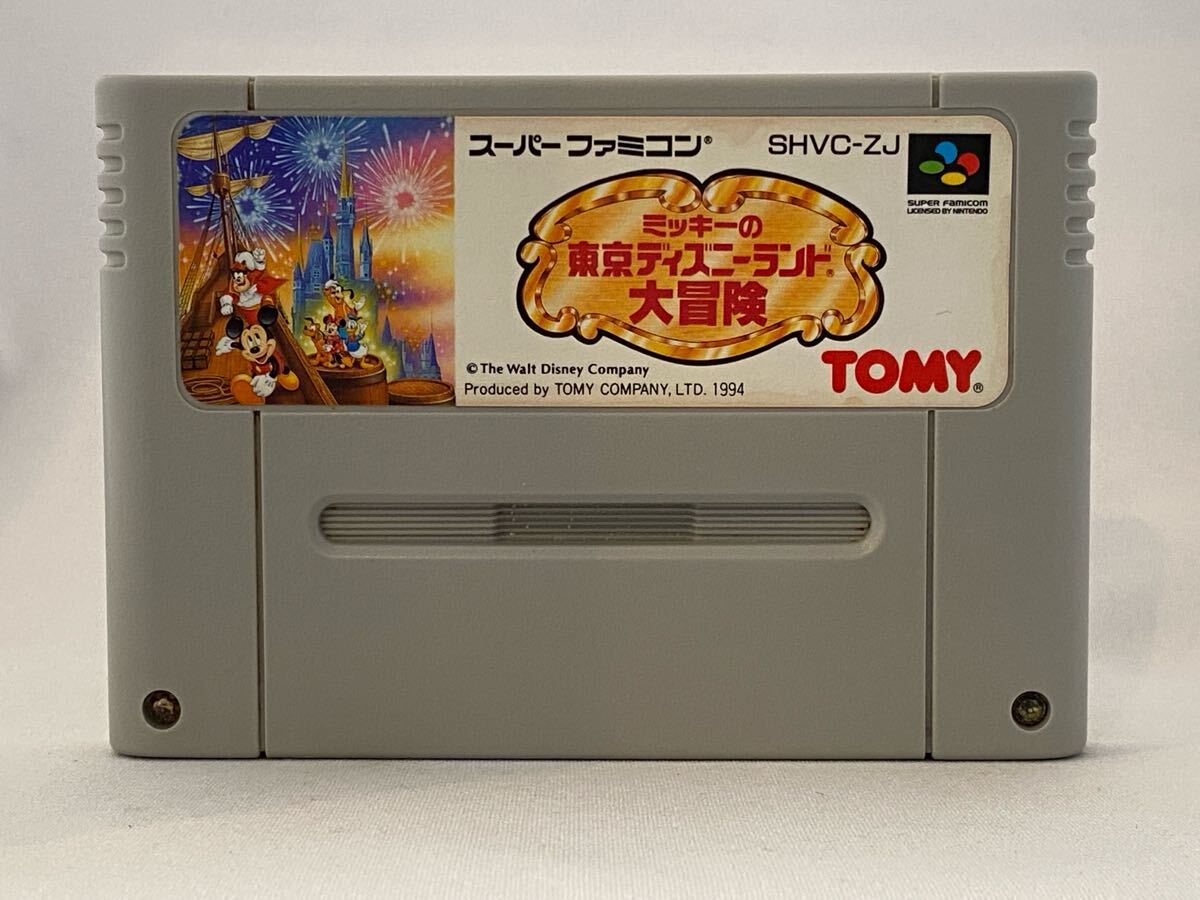 スーパーファミコン®
SHVC-ZJ
SUPER FAMICOM
LICENSED BY NINTENDO
ミッキーの
東京ディズニーランド®
大冒険
TOMY®
© The Walt Disney Company
Produced by TOMY COMPANY, LTD. 1994